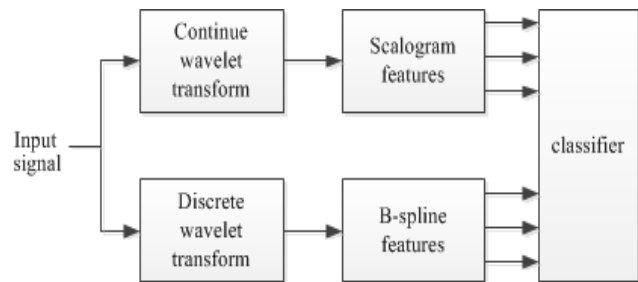 Input
signal
Continue
wavelet
transform
Scalogram
features
Discrete
wavelet
transform
B-spline
features
classifier